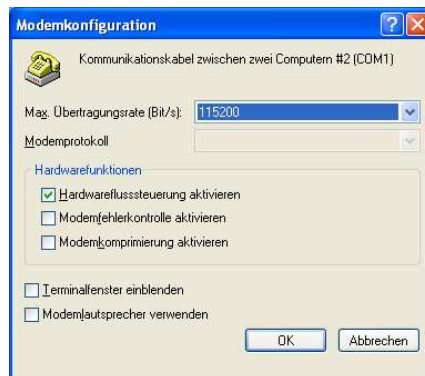 Modemkonfiguration
Kommunikationskabel zwischen zwei Computern #2 (COM1)
Max. Übertragungsrate (Bit/s): 115200
Modemprotokoll
Hardwarefunktionen
Hardwareflusssteuerung aktivieren
Modemfehlerkontrolle aktivieren
Modemkomprimierung aktivieren
Terminalfenster einblenden
Modemlautsprecher verwenden
OK Abbrechen